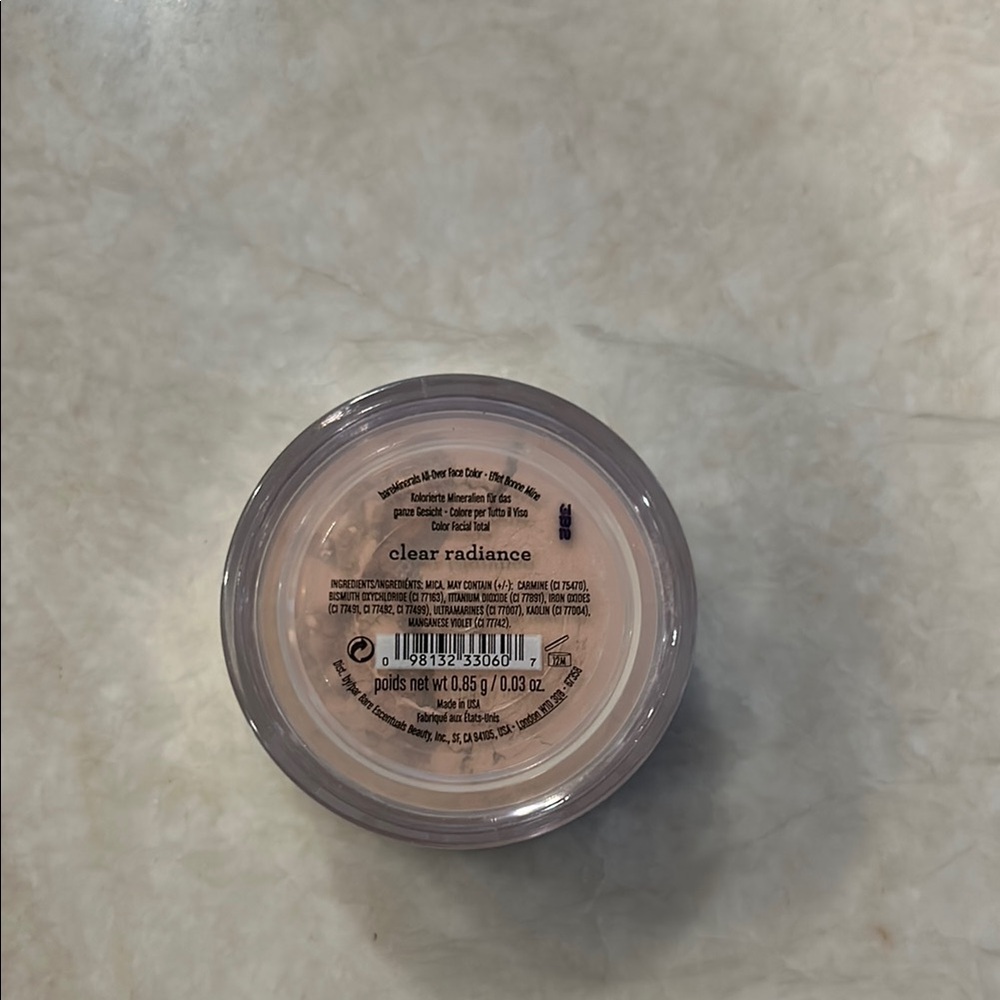 bareMinerals All-Over Face Color - Effet Bonne Mine
Kolorierte Mineralien für das
ganze Gesicht - Colore per Tutto il Viso
Color Facial Total
clear radiance
INGREDIENTS/INGRÉDIENTS: MICA. MAY CONTAIN (+/-): CARMINE (CI 75470),
BISMUTH OXYCHLORIDE (CI 77163), TITANIUM DIOXIDE (CI 77891), IRON OXIDES
(CI 77491, CI 77492, CI 77499), ULTRAMARINES (CI 77007), KAOLIN (CI 77004),
MANGANESE VIOLET (CI 77742).
0 98132 33060 7
12M
poids net wt 0.85 g / 0.03 oz.
Made in USA
Fabriqué aux États-Unis
Dist. by/par Bare Escentuals Beauty, Inc., SF, CA 94105, USA - London W1D 3QB - 67358